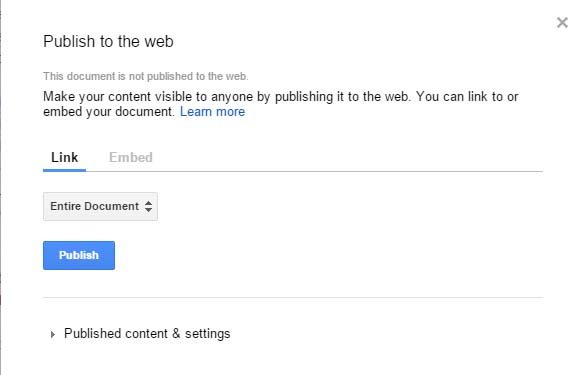 Publish to the web
This document is not published to the web.
Make your content visible to anyone by publishing it to the web. You can link to or
embed your document. Learn more
Link Embed
Entire Document
Publish
Published content & settings